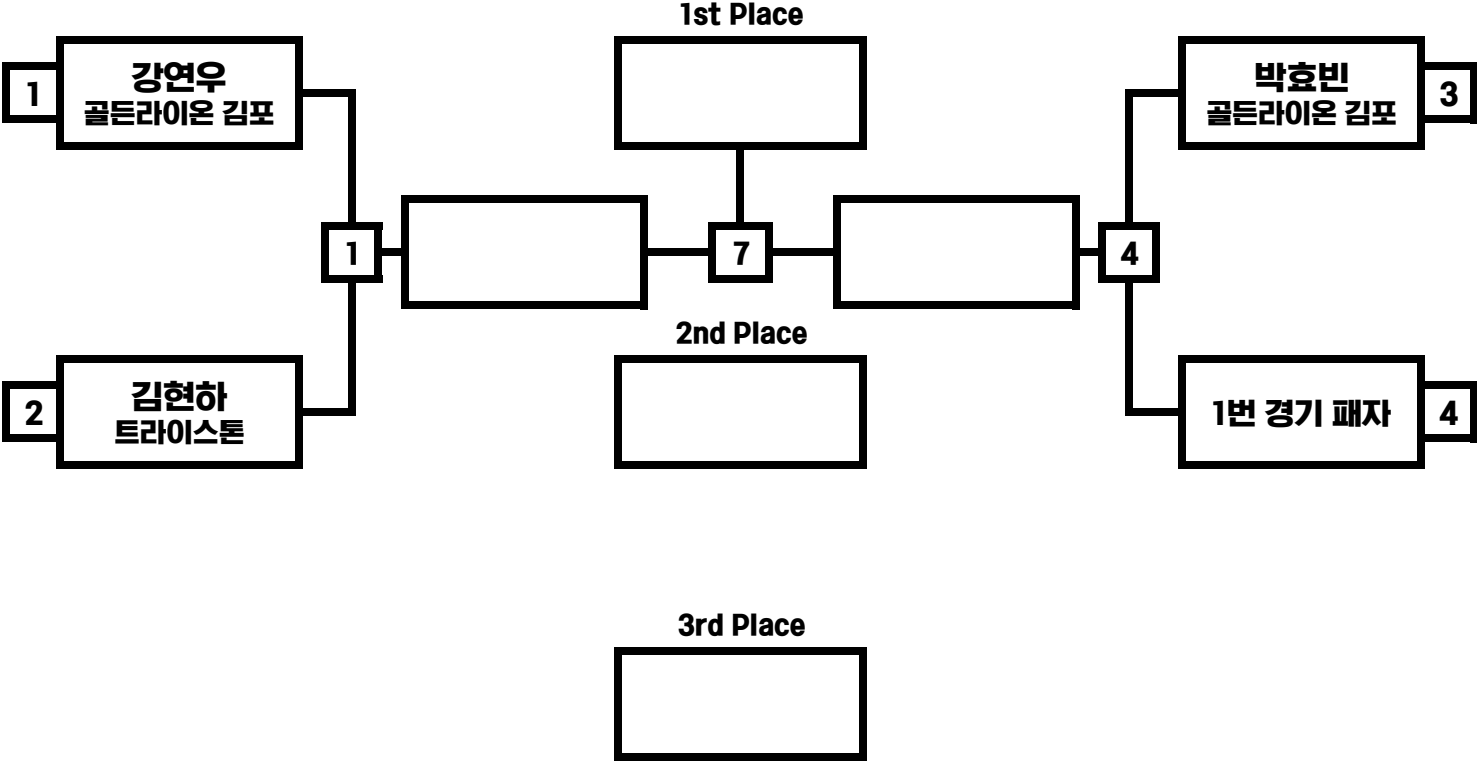 1st Place
1
강연우
골든라이온 김포
박효빈
골든라이온 김포
3
1
7
4
2nd Place
2
김현하
트라이스톤
1번 경기 패자
4
3rd Place